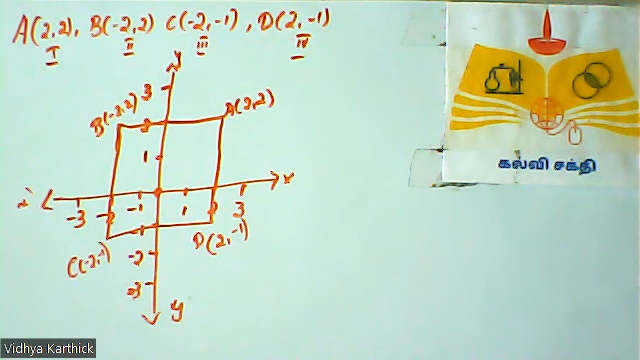 A(2,2), B(-2,2) C(-2,-1), D(2,-1)
I II III IV
y
3
B(-2,2) 2 A(2,2)
1
x' -3 -2 -1 1 2 3 x
-1
C(-2,-1) D(2,-1)
-2
-3
y
கல்வி சக்தி
Vidhya Karthick